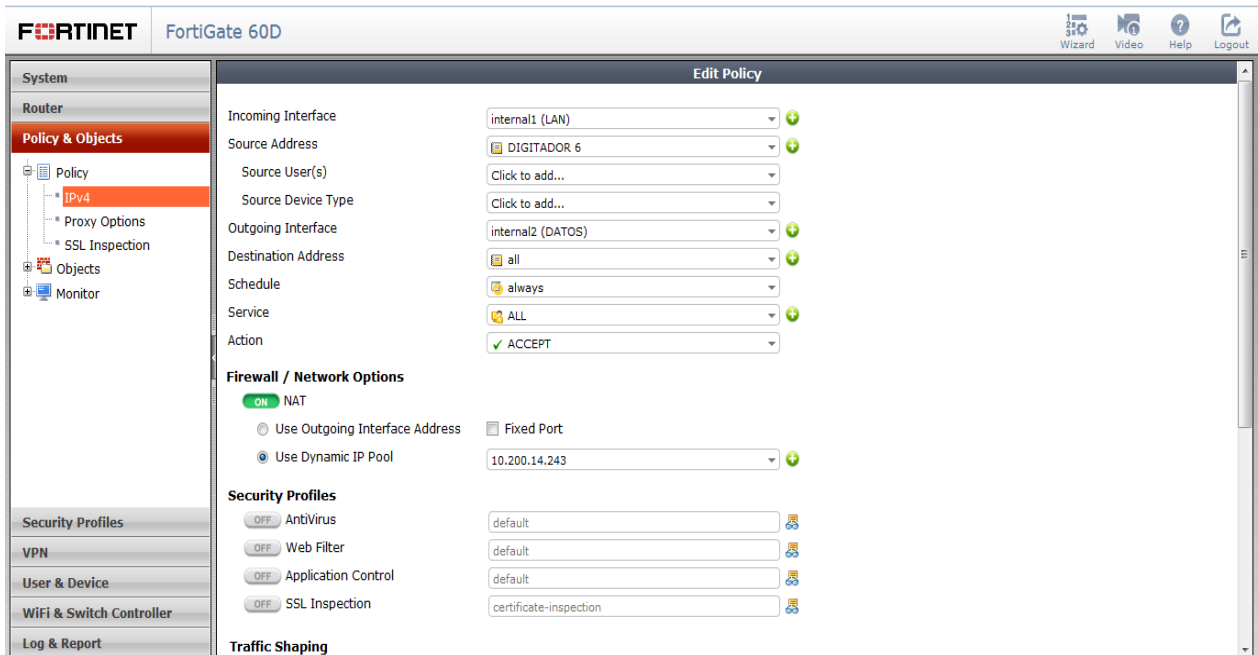 FORTINET FortiGate 60D Wizard Video Help Logout
System
Router
Policy & Objects
Policy
IPv4
Proxy Options
SSL Inspection
Objects
Monitor
Security Profiles
VPN
User & Device
WiFi & Switch Controller
Log & Report
Edit Policy
Incoming Interface internal1 (LAN)
Source Address DIGITADOR 6
Source User(s) Click to add...
Source Device Type Click to add...
Outgoing Interface internal2 (DATOS)
Destination Address all
Schedule always
Service ALL
Action ACCEPT
Firewall / Network Options
ON NAT
Use Outgoing Interface Address Fixed Port
Use Dynamic IP Pool 10.200.14.243
Security Profiles
OFF AntiVirus default
OFF Web Filter default
OFF Application Control default
OFF SSL Inspection certificate-inspection
Traffic Shaping